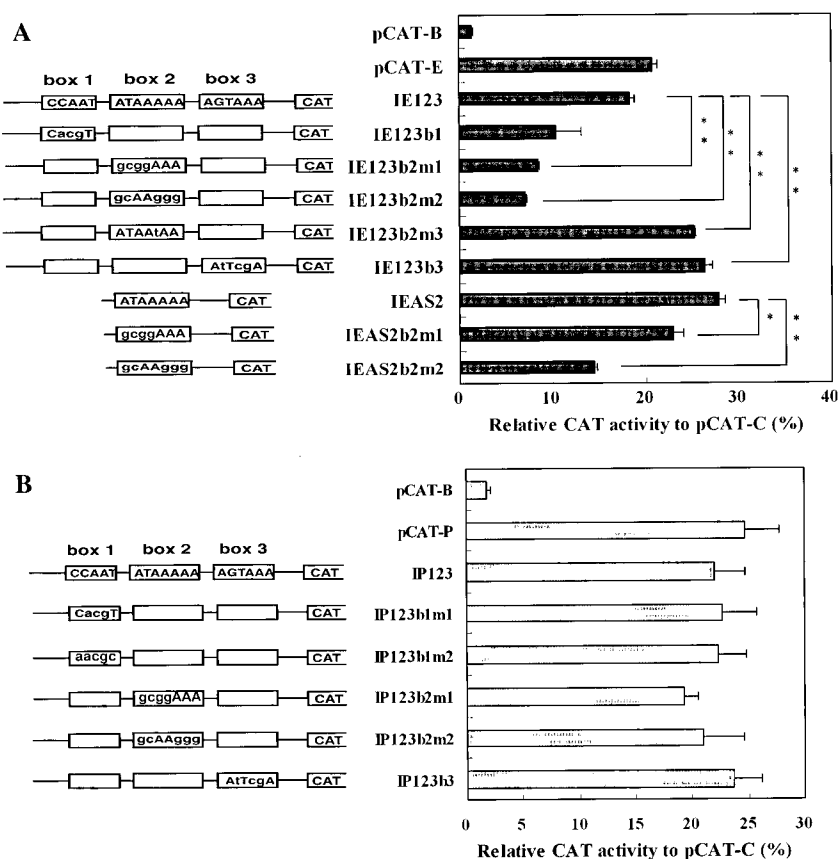 A
box 1 box 2 box 3
pCAT-B
pCAT-E
CCAAT ATAAAAA AGTAAA CAT IE123
CacgT CAT IE123b1
gcggAAA CAT IE123b2m1
gcAAggg CAT IE123b2m2
ATAAtAA CAT IE123b2m3
AtTcgA CAT IE123b3
ATAAAAA CAT IEAS2
gcggAAA CAT IEAS2b2m1
gcAAggg CAT IEAS2b2m2
* * * * * * * *
* * *
0 10 20 30 40
Relative CAT activity to pCAT-C (%)
B
box 1 box 2 box 3
pCAT-B
pCAT-P
CCAAT ATAAAAA AGTAAA CAT IP123
CacgT CAT IP123b1m1
aacgc CAT IP123b1m2
gcggAAA CAT IP123b2m1
gcAAggg CAT IP123b2m2
AtTcgA CAT IP123b3
0 5 10 15 20 25 30
Relative CAT activity to pCAT-C (%)